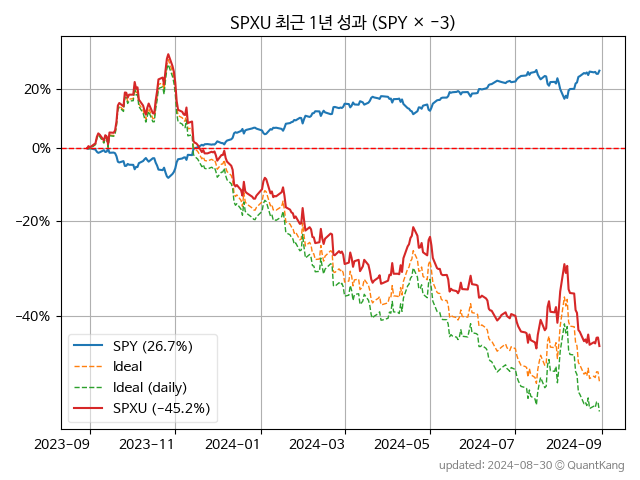 SPXU 최근 1년 성과 (SPY × −3)
20%
0%
−20%
−40%
SPY (26.7%)
Ideal
Ideal (daily)
SPXU (−45.2%)
2023-09 2023-11 2024-01 2024-03 2024-05 2024-07 2024-09
updated: 2024-08-30 © QuantKang